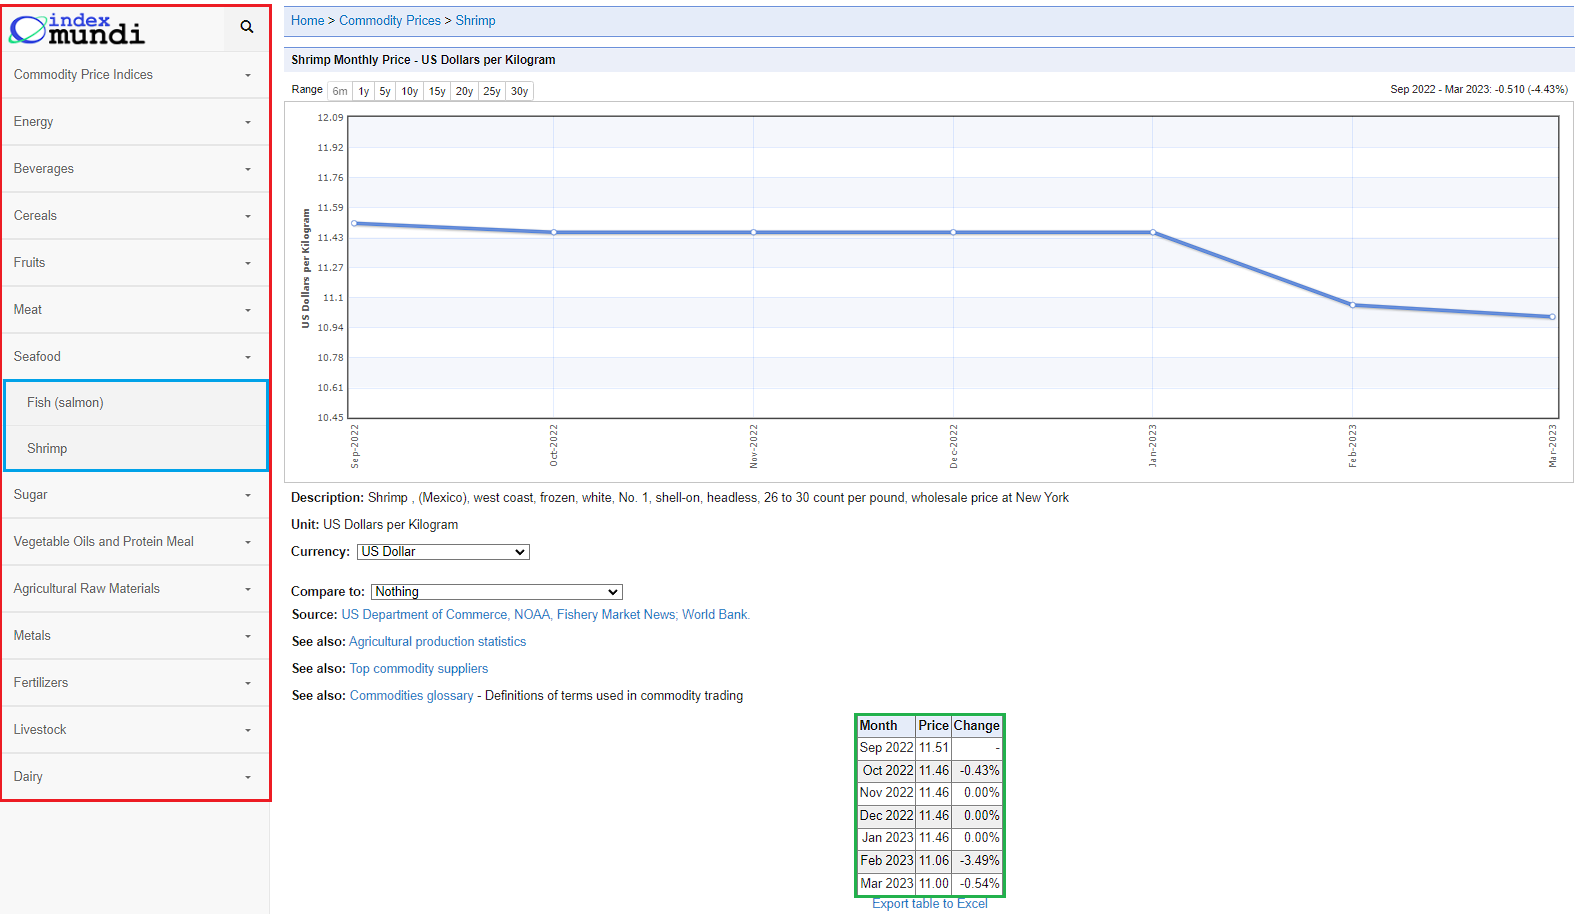 index
mundi
Commodity Price Indices
Energy
Beverages
Cereals
Fruits
Meat
Seafood
Fish (salmon)
Shrimp
Sugar
Vegetable Oils and Protein Meal
Agricultural Raw Materials
Metals
Fertilizers
Livestock
Dairy
Home > Commodity Prices > Shrimp
Shrimp Monthly Price - US Dollars per Kilogram
Range 6m 1y 5y 10y 15y 20y 25y 30y
Sep 2022 - Mar 2023: -0.510 (-4.43%)
US Dollars per Kilogram
12.09
11.92
11.76
11.59
11.43
11.27
11.1
10.94
10.78
10.61
10.45
Sep-2022
Oct-2022
Nov-2022
Dec-2022
Jan-2023
Feb-2023
Mar-2023
Description: Shrimp , (Mexico), west coast, frozen, white, No. 1, shell-on, headless, 26 to 30 count per pound, wholesale price at New York
Unit: US Dollars per Kilogram
Currency: US Dollar
Compare to: Nothing
Source: US Department of Commerce, NOAA, Fishery Market News; World Bank.
See also: Agricultural production statistics
See also: Top commodity suppliers
See also: Commodities glossary - Definitions of terms used in commodity trading
Month Price Change
Sep 2022 11.51 -
Oct 2022 11.46 -0.43%
Nov 2022 11.46 0.00%
Dec 2022 11.46 0.00%
Jan 2023 11.46 0.00%
Feb 2023 11.06 -3.49%
Mar 2023 11.00 -0.54%
Export table to Excel